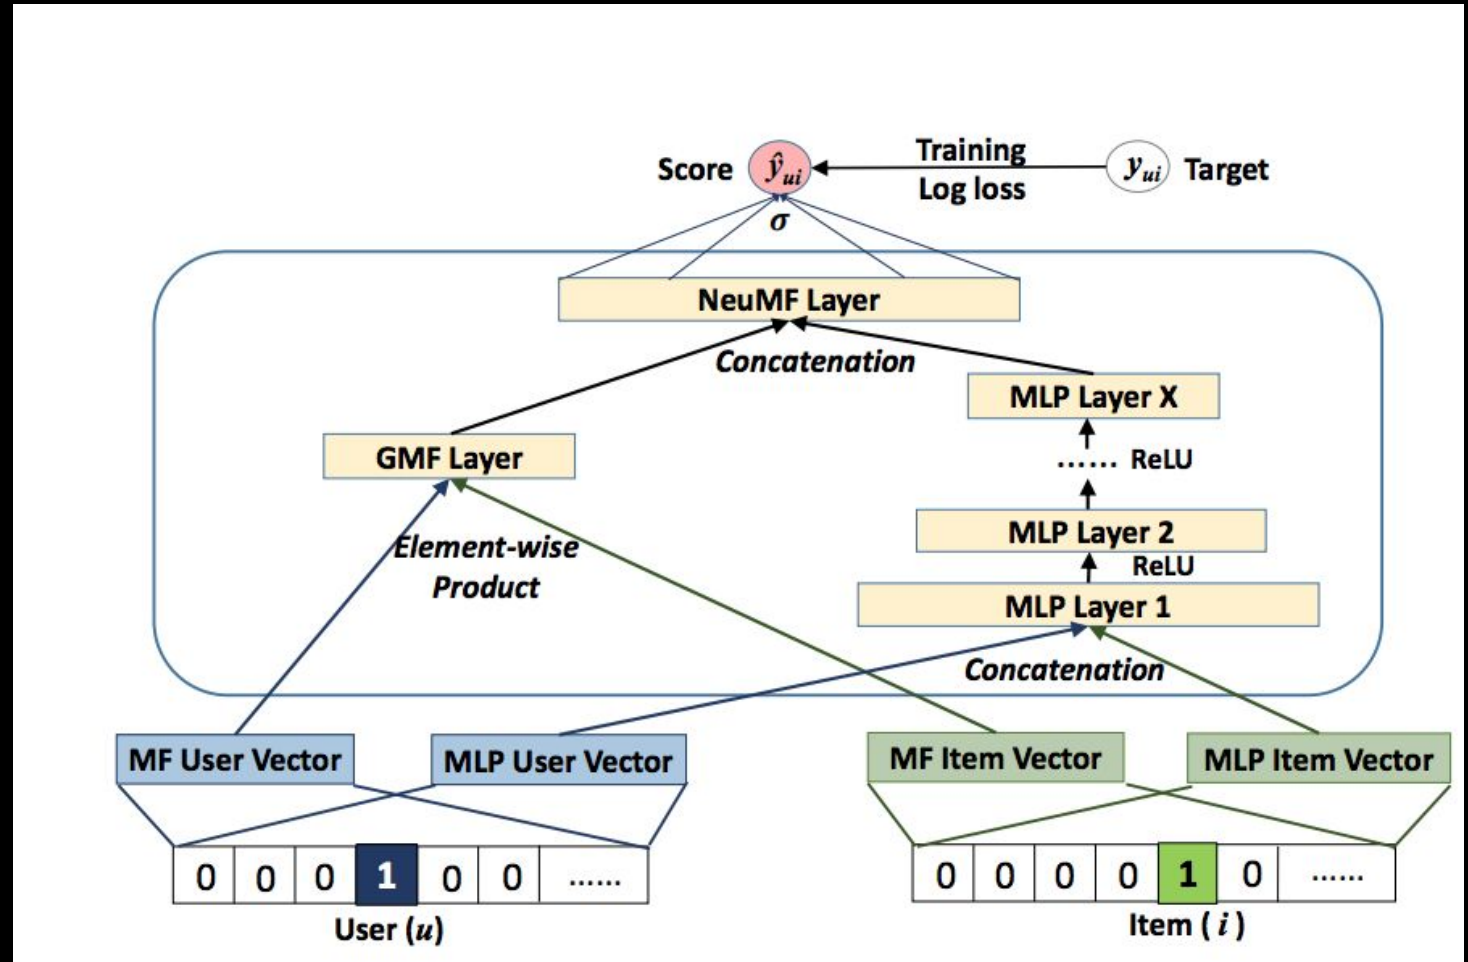 Score ŷui Training yui Target
Log loss
σ
NeuMF Layer
Concatenation
MLP Layer X
GMF Layer
...... ReLU
MLP Layer 2
Element-wise
Product
ReLU
MLP Layer 1
Concatenation
MF User Vector MLP User Vector MF Item Vector MLP Item Vector
0 0 0 1 0 0 ...... 0 0 0 0 1 0 ......
User (u) Item ( i )